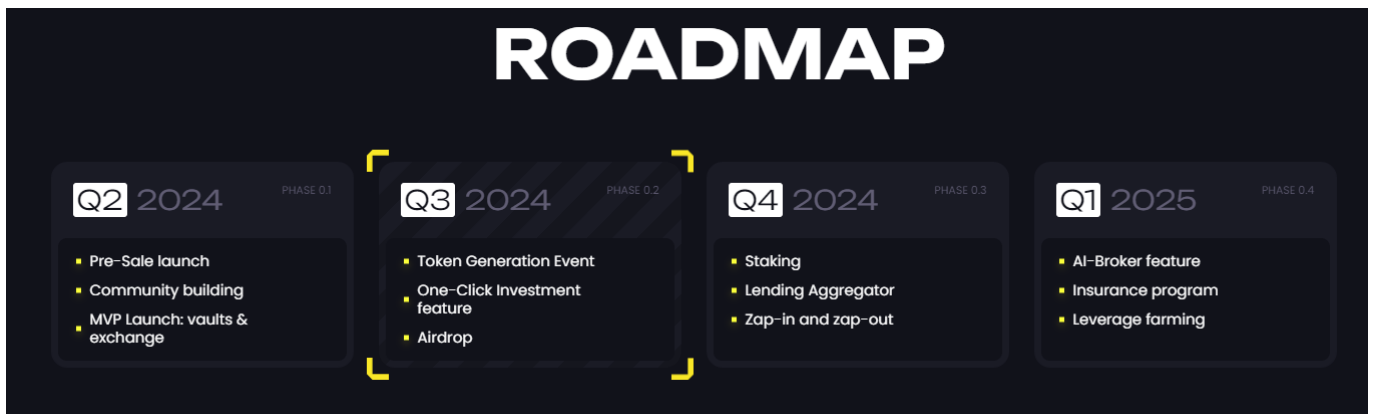 ROADMAP
Q2 2024
PHASE 0.1
Pre-Sale launch
Community building
MVP Launch: vaults &
exchange
Q3 2024
PHASE 0.2
Token Generation Event
One-Click Investment
feature
Airdrop
Q4 2024
PHASE 0.3
Staking
Lending Aggregator
Zap-in and zap-out
Q1 2025
PHASE 0.4
AI-Broker feature
Insurance program
Leverage farming